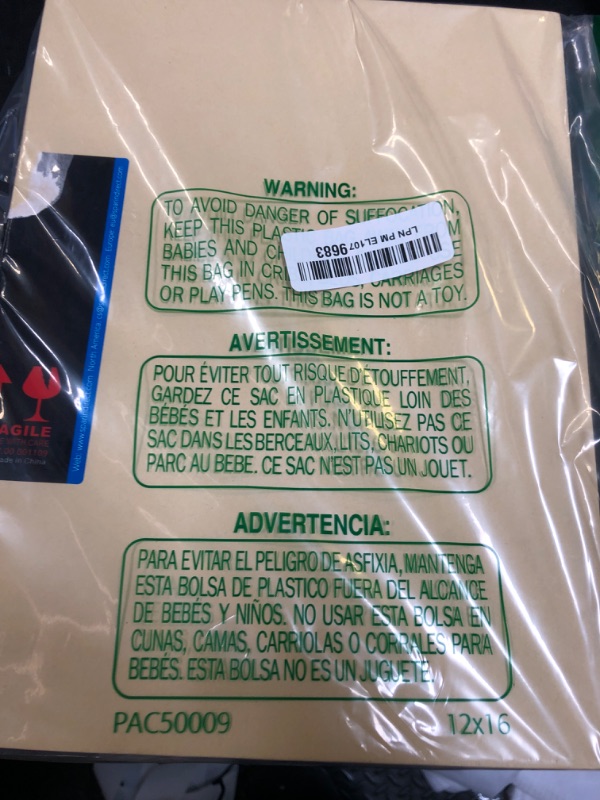 WARNING:
TO AVOID DANGER OF
KEEP THIS
BABIES AND
THIS BAG IN CARRIAGES
OR PLAY PENS. THIS BAG IS NOT A TOY.
LPN PM EL107 9683
AVERTISSEMENT:
POUR ÉVITER TOUT RISQUE D'ÉTOUFFEMENT,
GARDEZ CE SAC EN PLASTIQUE LOIN DES
BÉBÉS ET LES ENFANTS. N'UTILISEZ PAS CE
SAC DANS LES BERCEAUX, LITS, CHARIOTS OU
PARC AU BEBE. CE SAC N'EST PAS UN JOUET.
ADVERTENCIA:
PARA EVITAR EL PELIGRO DE ASFIXIA, MANTENGA
ESTA BOLSA DE PLASTICO FUERA DEL ALCANCE
DE BEBÉS Y NIÑOS. NO USAR ESTA BOLSA EN
CUNAS, CAMAS, CARRIOLAS O CORRALES PARA
BEBÉS. ESTA BOLSA NO ES UN JUGUETE.
PAC50009
12x16
AGILE